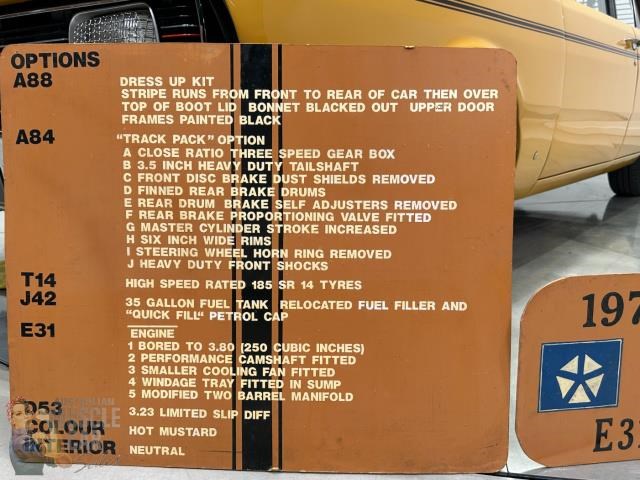 OPTIONS
A88 DRESS UP KIT
STRIPE RUNS FROM FRONT TO REAR OF CAR THEN OVER
TOP OF BOOT LID BONNET BLACKED OUT UPPER DOOR
FRAMES PAINTED BLACK
A84 "TRACK PACK" OPTION
A CLOSE RATIO THREE SPEED GEAR BOX
B 3.5 INCH HEAVY DUTY TAILSHAFT
C FRONT DISC BRAKE DUST SHIELDS REMOVED
D FINNED REAR BRAKE DRUMS
E REAR DRUM BRAKE SELF ADJUSTERS REMOVED
F REAR BRAKE PROPORTIONING VALVE FITTED
G MASTER CYLINDER STROKE INCREASED
H SIX INCH WIDE RIMS
I STEERING WHEEL HORN RING REMOVED
J HEAVY DUTY FRONT SHOCKS
T14 HIGH SPEED RATED 185 SR 14 TYRES
J42 35 GALLON FUEL TANK RELOCATED FUEL FILLER AND
"QUICK FILL" PETROL CAP
E31 ENGINE
1 BORED TO 3.80 (250 CUBIC INCHES)
2 PERFORMANCE CAMSHAFT FITTED
3 SMALLER COOLING FAN FITTED
4 WINDAGE TRAY FITTED IN SUMP
5 MODIFIED TWO BARREL MANIFOLD
D53 3.23 LIMITED SLIP DIFF
COLOUR HOT MUSTARD
INTERIOR NEUTRAL
197
E31
AUSTRALIAN
MUSCLE